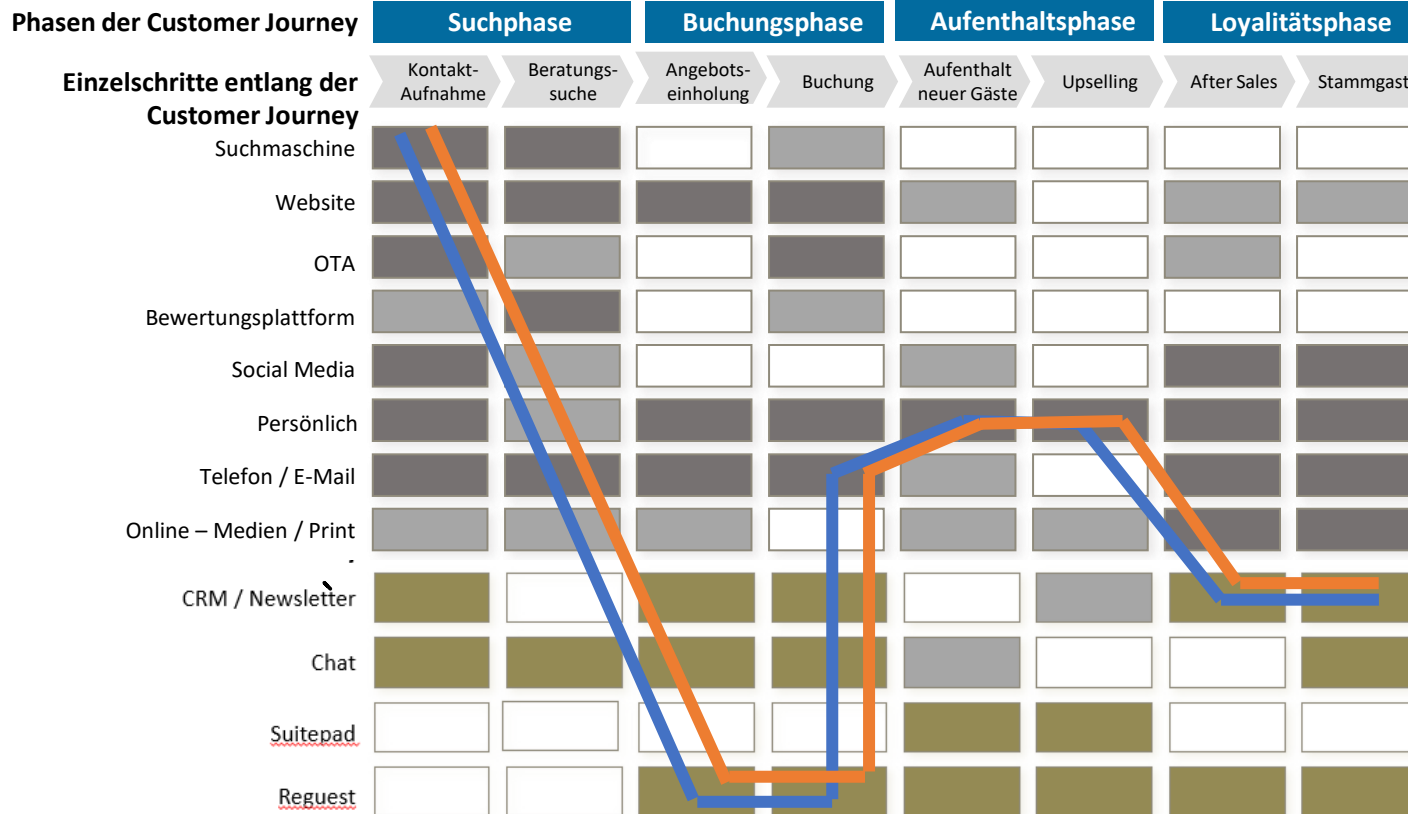 Phasen der Customer Journey
Suchphase
Buchungsphase
Aufenthaltsphase
Loyalitätsphase
Einzelschritte entlang der
Customer Journey
Kontakt-
Aufnahme
Beratungs-
suche
Angebots-
einholung
Buchung
Aufenthalt
neuer Gäste
Upselling
After Sales
Stammgast
Suchmaschine
Website
OTA
Bewertungsplattform
Social Media
Persönlich
Telefon / E-Mail
Online – Medien / Print
CRM / Newsletter
Chat
Suitepad
Reguest